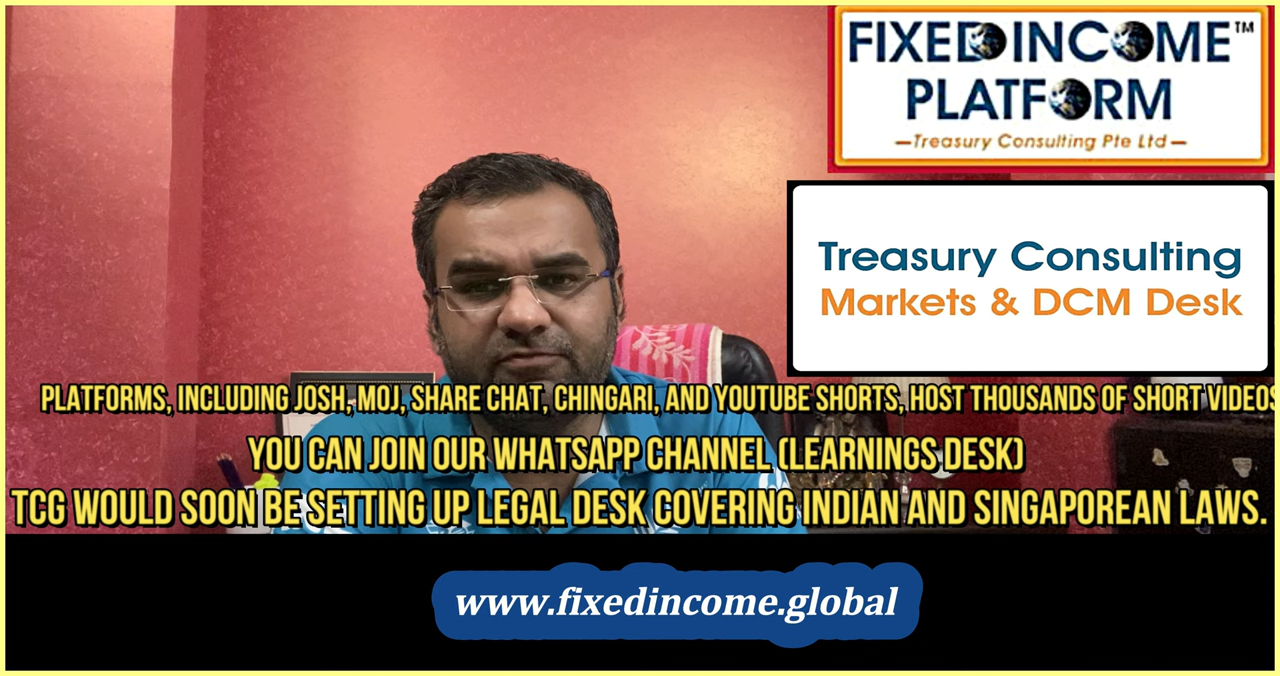 FIXED INCOME™
PLATFORM
—Treasury Consulting Pte Ltd—
Treasury Consulting
Markets & DCM Desk
PLATFORMS, INCLUDING JOSH, MOJ, SHARE CHAT, CHINGARI, AND YOUTUBE SHORTS, HOST THOUSANDS OF SHORT VIDEOS
YOU CAN JOIN OUR WHATSAPP CHANNEL (LEARNINGS DESK)
TCG WOULD SOON BE SETTING UP LEGAL DESK COVERING INDIAN AND SINGAPOREAN LAWS.
www.fixedincome.global